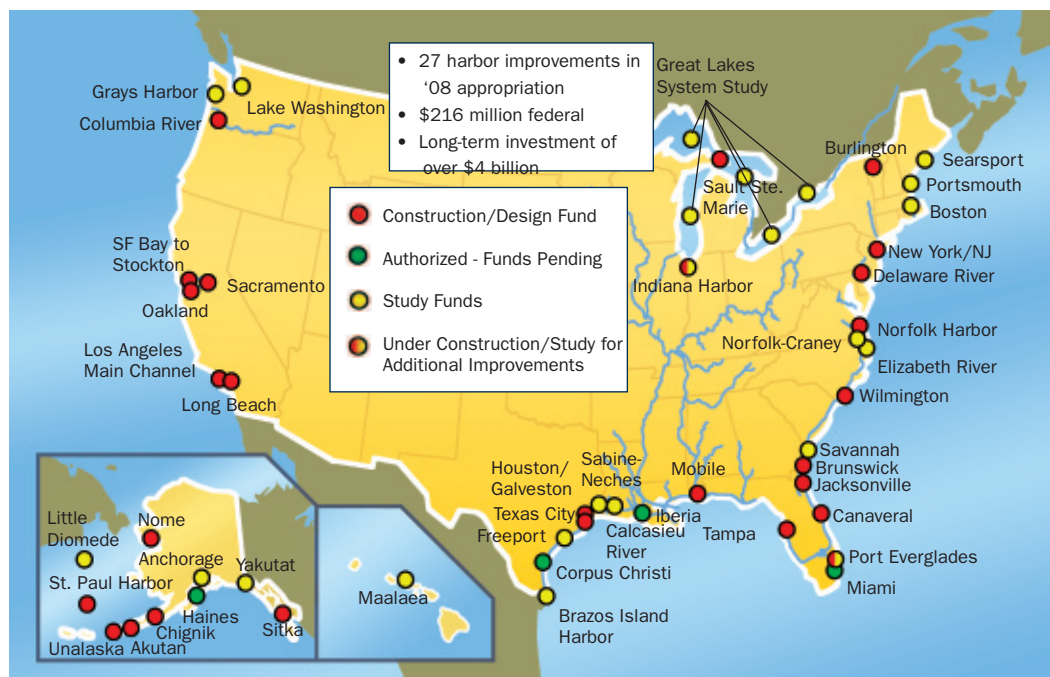 • 27 harbor improvements in
‘08 appropriation
• $216 million federal
• Long-term investment of
over $4 billion
Great Lakes
System Study
Grays Harbor
Lake Washington
Columbia River
Burlington
Searsport
Portsmouth
Boston
Sault Ste.
Marie
Construction/Design Fund
Authorized - Funds Pending
Study Funds
Under Construction/Study for
Additional Improvements
SF Bay to
Stockton
Sacramento
Oakland
Los Angeles
Main Channel
Long Beach
Indiana Harbor
New York/NJ
Delaware River
Norfolk Harbor
Norfolk-Craney
Elizabeth River
Wilmington
Savannah
Brunswick
Jacksonville
Canaveral
Port Everglades
Miami
Tampa
Mobile
Sabine-
Neches
Houston/
Galveston
Texas City
Iberia
Calcasieu
River
Freeport
Corpus Christi
Brazos Island
Harbor
Little
Diomede
Nome
Anchorage
Yakutat
St. Paul Harbor
Haines
Chignik
Sitka
Unalaska
Akutan
Maalaea